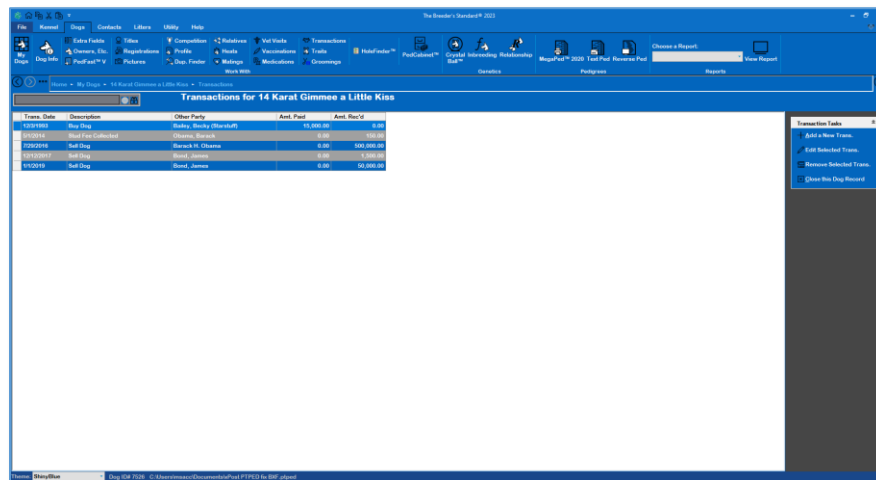 The Breeder's Standard® 2021
File Kennel Dogs Contacts Litters Utility Help
My Dogs
Dog Info
Extra Fields Titles Competition Relatives Vet Visits Transactions
Owners, Etc. Registrations Profile Heats Vaccinations Traits HoleFinder™
PedFast™ V Pictures Dup. Finder Matings Medications Groomings
PedCabinet™ Crystal Ball™ Inbreeding Relationship
MegaPed™ 2020 Text Ped Reverse Ped
Choose a Report:
View Report
Work With Genetics Pedigrees Reports
Home My Dogs 14 Karat Gimmee a Little Kiss Transactions
Transactions for 14 Karat Gimmee a Little Kiss
Trans. Date Description Other Party Amt. Paid Amt. Rec'd
12/3/1993 Buy Dog Bailey, Becky (Starstuff) 15,000.00 0.00
Stud Fee Collected Obama, Barack 0.00 150.00
7/20/2016 Sell Dog Barack H. Obama 0.00 500,000.00
12/12/2017 Sell Dog Bond, James 0.00 1,500.00
1/1/2019 Sell Dog Bond, James 0.00 50,000.00
Transaction Tasks
Add a New Trans.
Edit Selected Trans.
Remove Selected Trans.
Close this Dog Record
Theme: ShinyBlue Dog ID# 7526